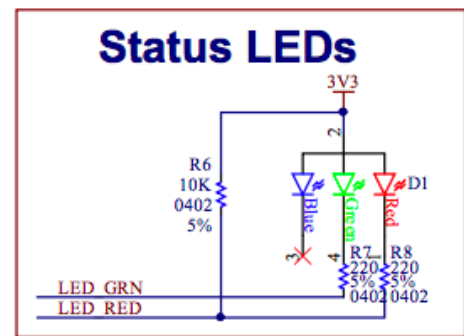 Status LEDs
3V3
2
R6
10K
0402
5%
Blue
Green
Red
D1
3
4
1
R7
220
5%
0402
R8
220
5%
0402
LED_GRN
LED_RED